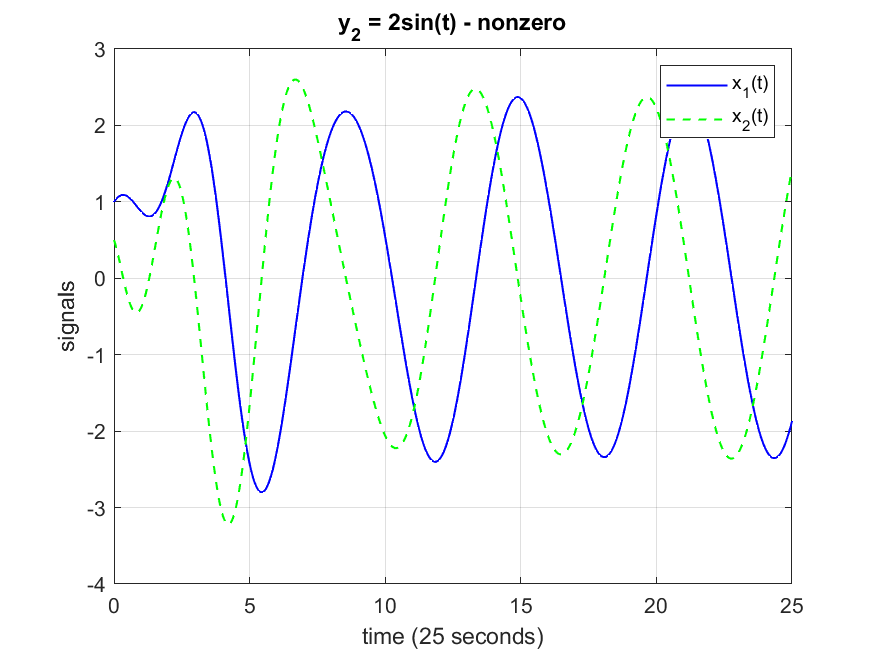 y₂ = 2sin(t) - nonzero
x₁(t)
x₂(t)
3
2
1
0
-1
-2
-3
-4
signals
0 5 10 15 20 25
time (25 seconds)